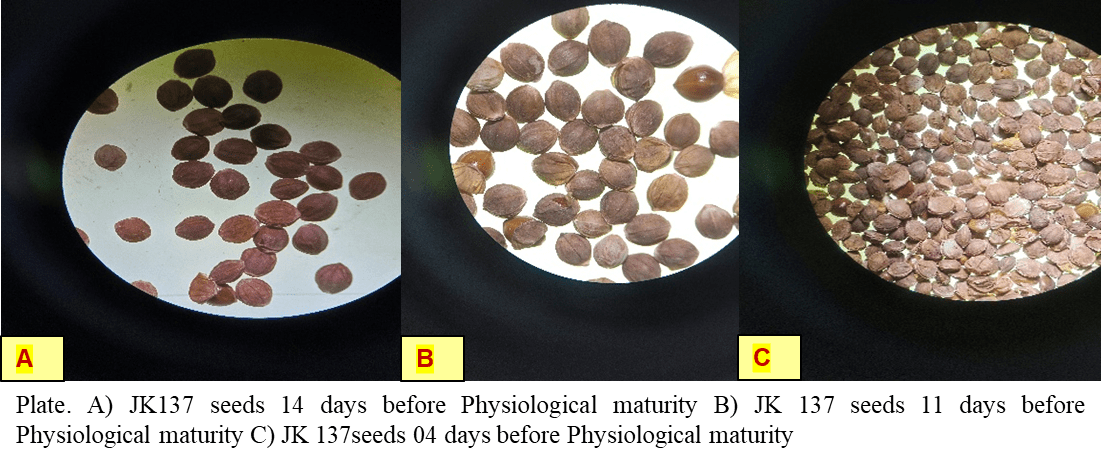 A
B
C
Plate. A) JK137 seeds 14 days before Physiological maturity B) JK 137 seeds 11 days before
Physiological maturity C) JK 137seeds 04 days before Physiological maturity